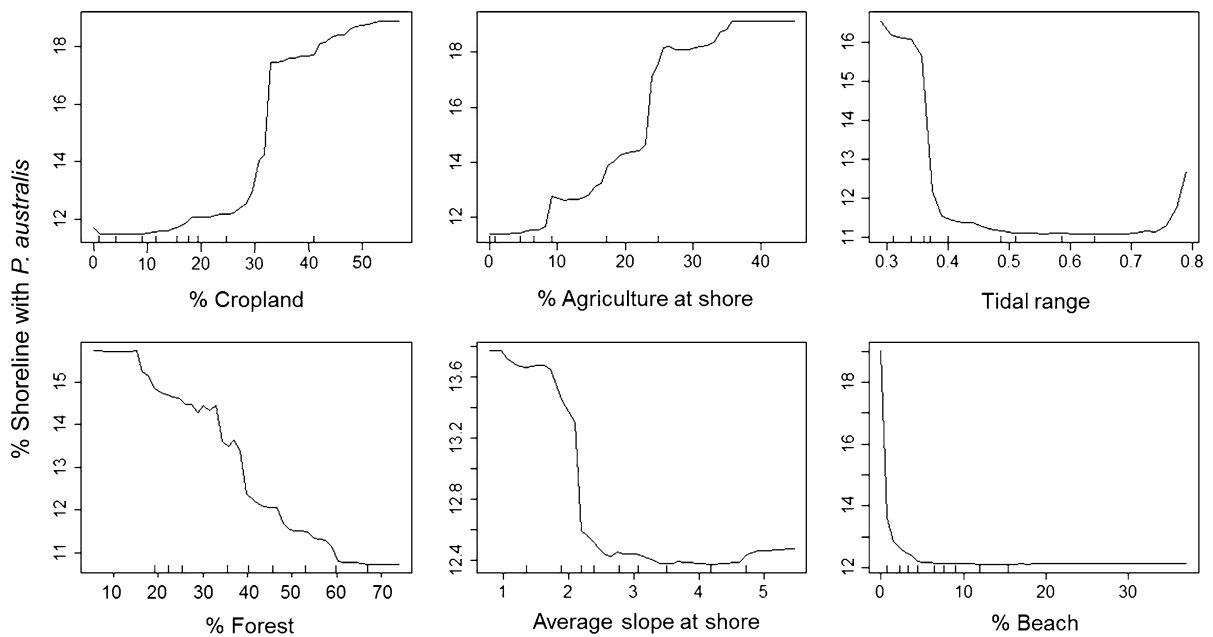 % Shoreline with P. australis
18
16
14
12
0 10 20 30 40 50
% Cropland
18
16
14
12
0 10 20 30 40
% Agriculture at shore
16
15
14
13
12
11
0.3 0.4 0.5 0.6 0.7 0.8
Tidal range
15
14
13
12
11
10 20 30 40 50 60 70
% Forest
13.6
13.2
12.8
12.4
1 2 3 4 5
Average slope at shore
18
16
14
12
0 10 20 30
% Beach